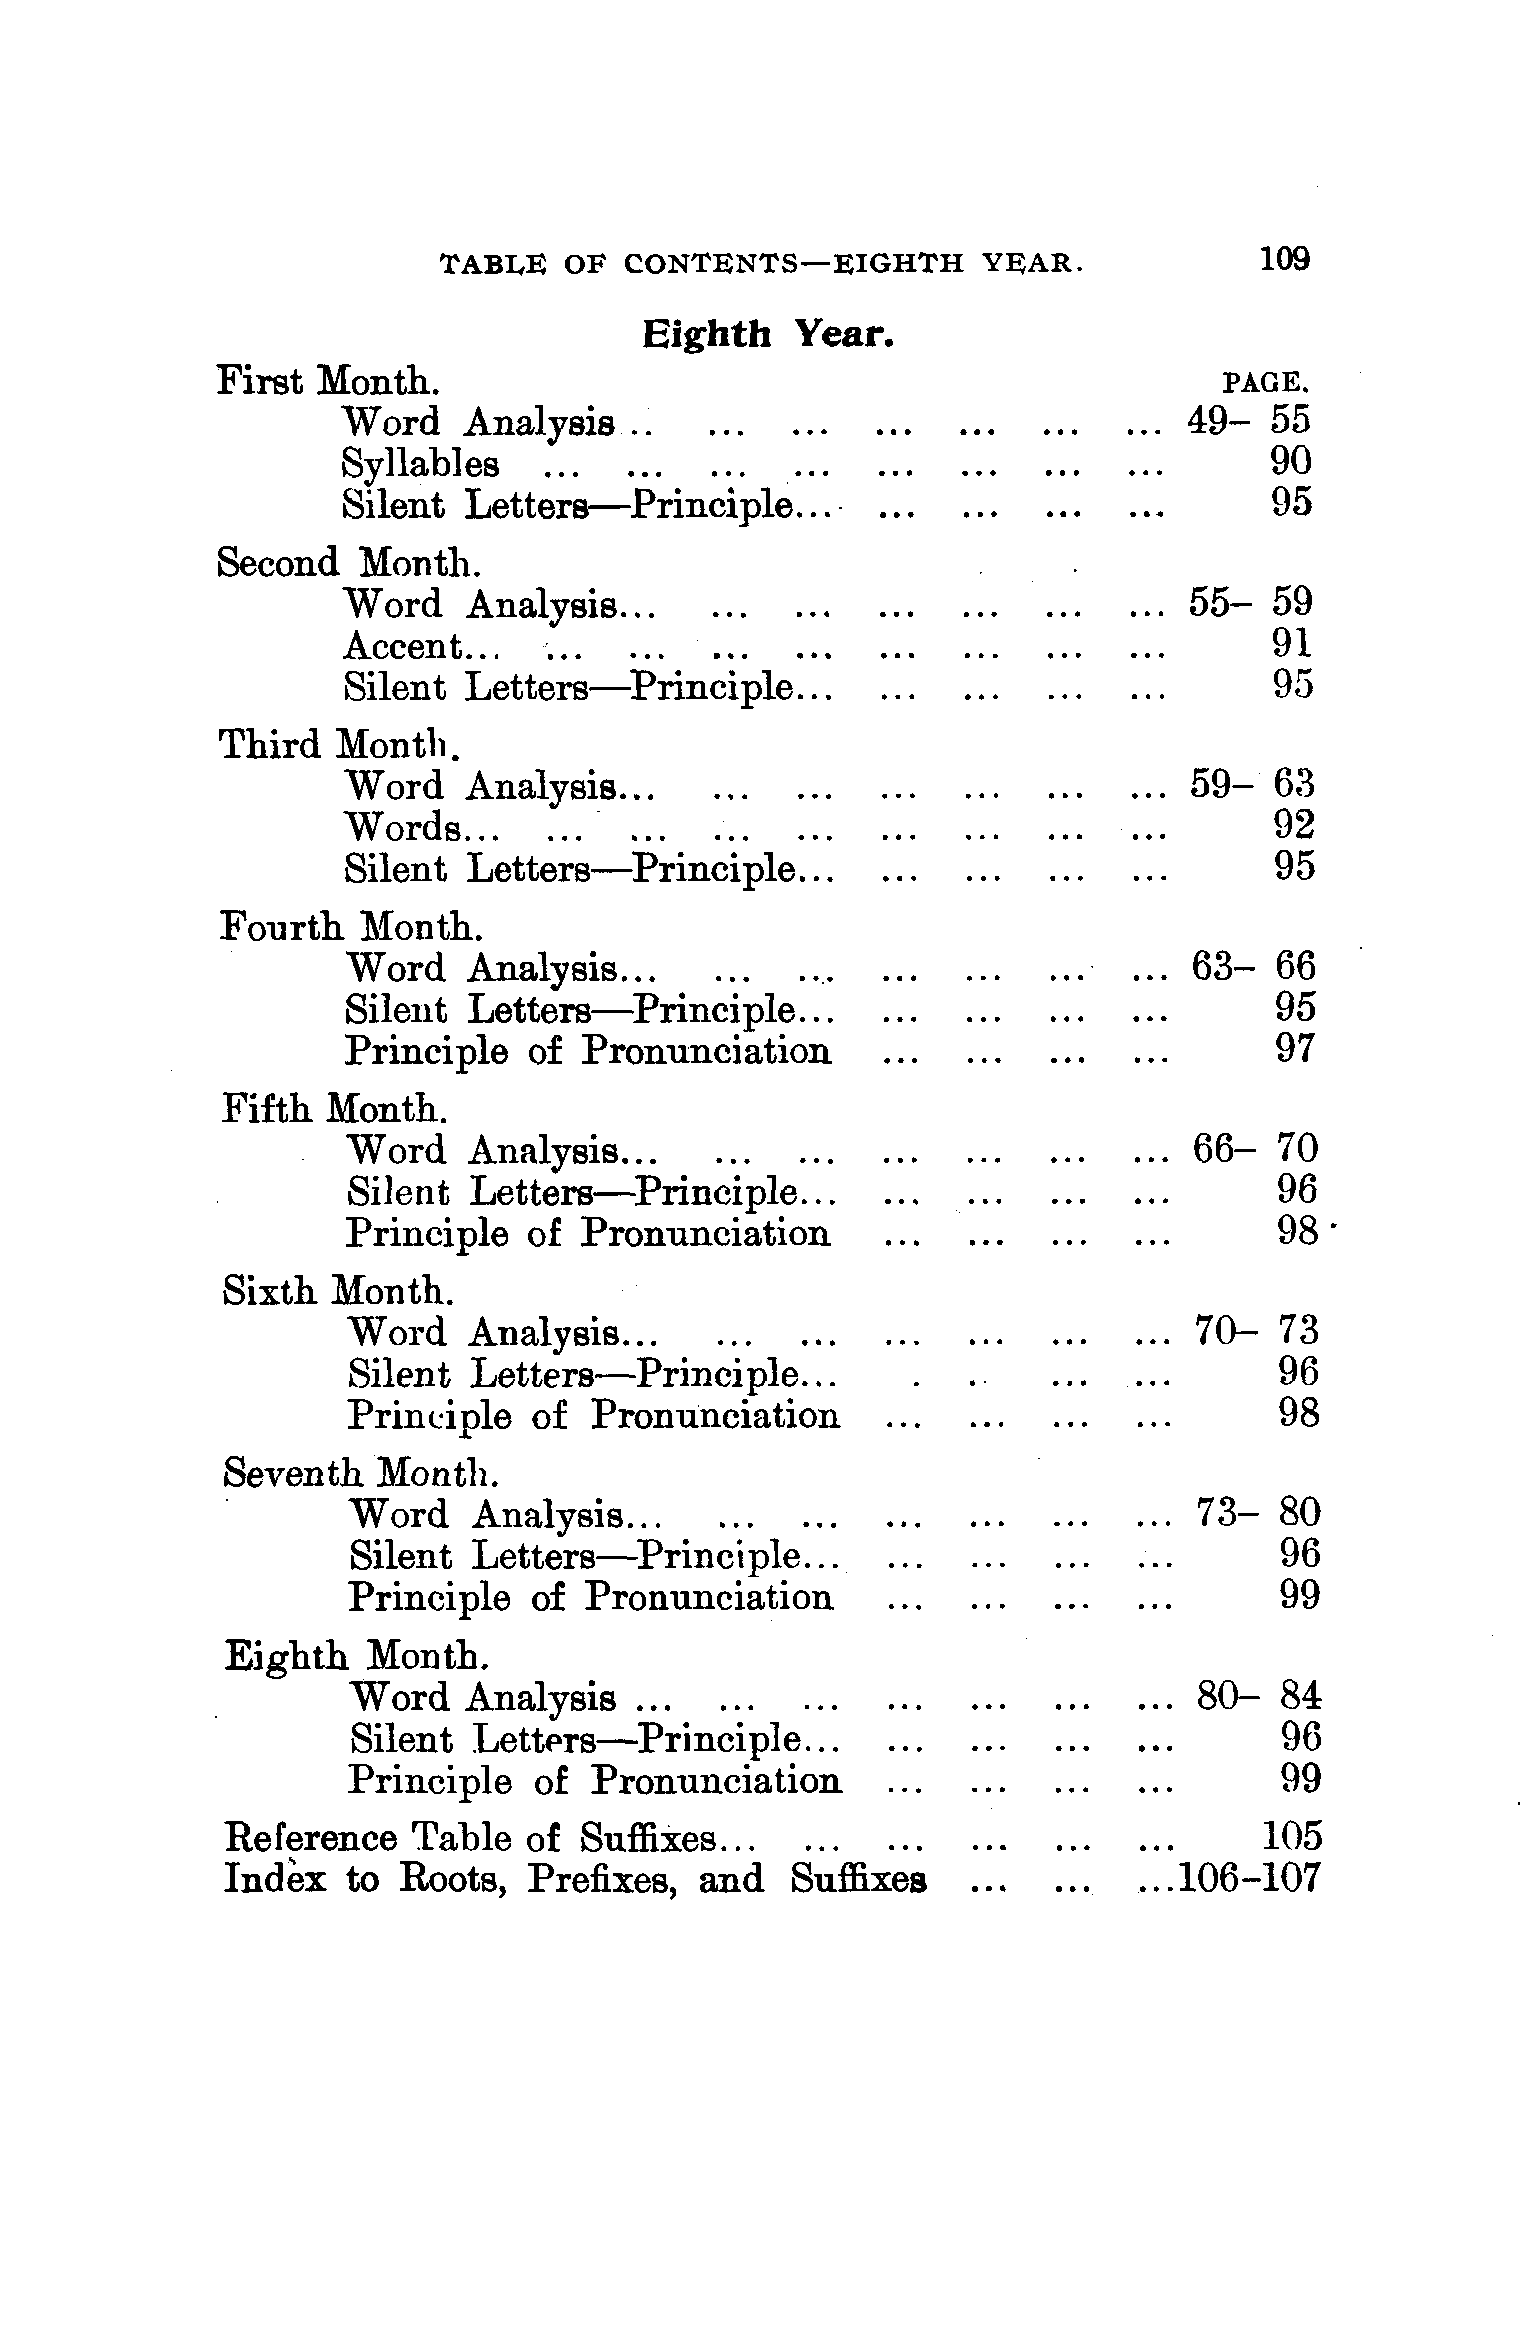 TABLE OF CONTENTS—EIGHTH YEAR. 109
Eighth Year.
First Month. PAGE.
Word Analysis .. ... ... ... ... ... ... 49– 55
Syllables ... ... ... ... ... ... ... ... 90
Silent Letters—Principle... ... ... ... ... 95
Second Month.
Word Analysis... ... ... ... ... ... ... 55– 59
Accent... ... ... ... ... ... ... ... ... 91
Silent Letters—Principle... ... ... ... ... 95
Third Month.
Word Analysis... ... ... ... ... ... ... 59– 63
Words... ... ... ... ... ... ... ... ... 92
Silent Letters—Principle... ... ... ... ... 95
Fourth Month.
Word Analysis... ... ... ... ... ... ... 63– 66
Silent Letters—Principle... ... ... ... ... 95
Principle of Pronunciation ... ... ... ... 97
Fifth Month.
Word Analysis... ... ... ... ... ... ... 66– 70
Silent Letters—Principle... ... ... ... ... 96
Principle of Pronunciation ... ... ... ... 98
Sixth Month.
Word Analysis... ... ... ... ... ... ... 70– 73
Silent Letters—Principle... . .. ... ... 96
Principle of Pronunciation ... ... ... ... 98
Seventh Month.
Word Analysis... ... ... ... ... ... ... 73– 80
Silent Letters—Principle... ... ... ... ... 96
Principle of Pronunciation ... ... ... ... 99
Eighth Month.
Word Analysis ... ... ... ... ... ... ... 80– 84
Silent Letters—Principle... ... ... ... ... 96
Principle of Pronunciation ... ... ... ... 99
Reference Table of Suffixes... ... ... ... ... ... 105
Index to Roots, Prefixes, and Suffixes ... ... ...106–107